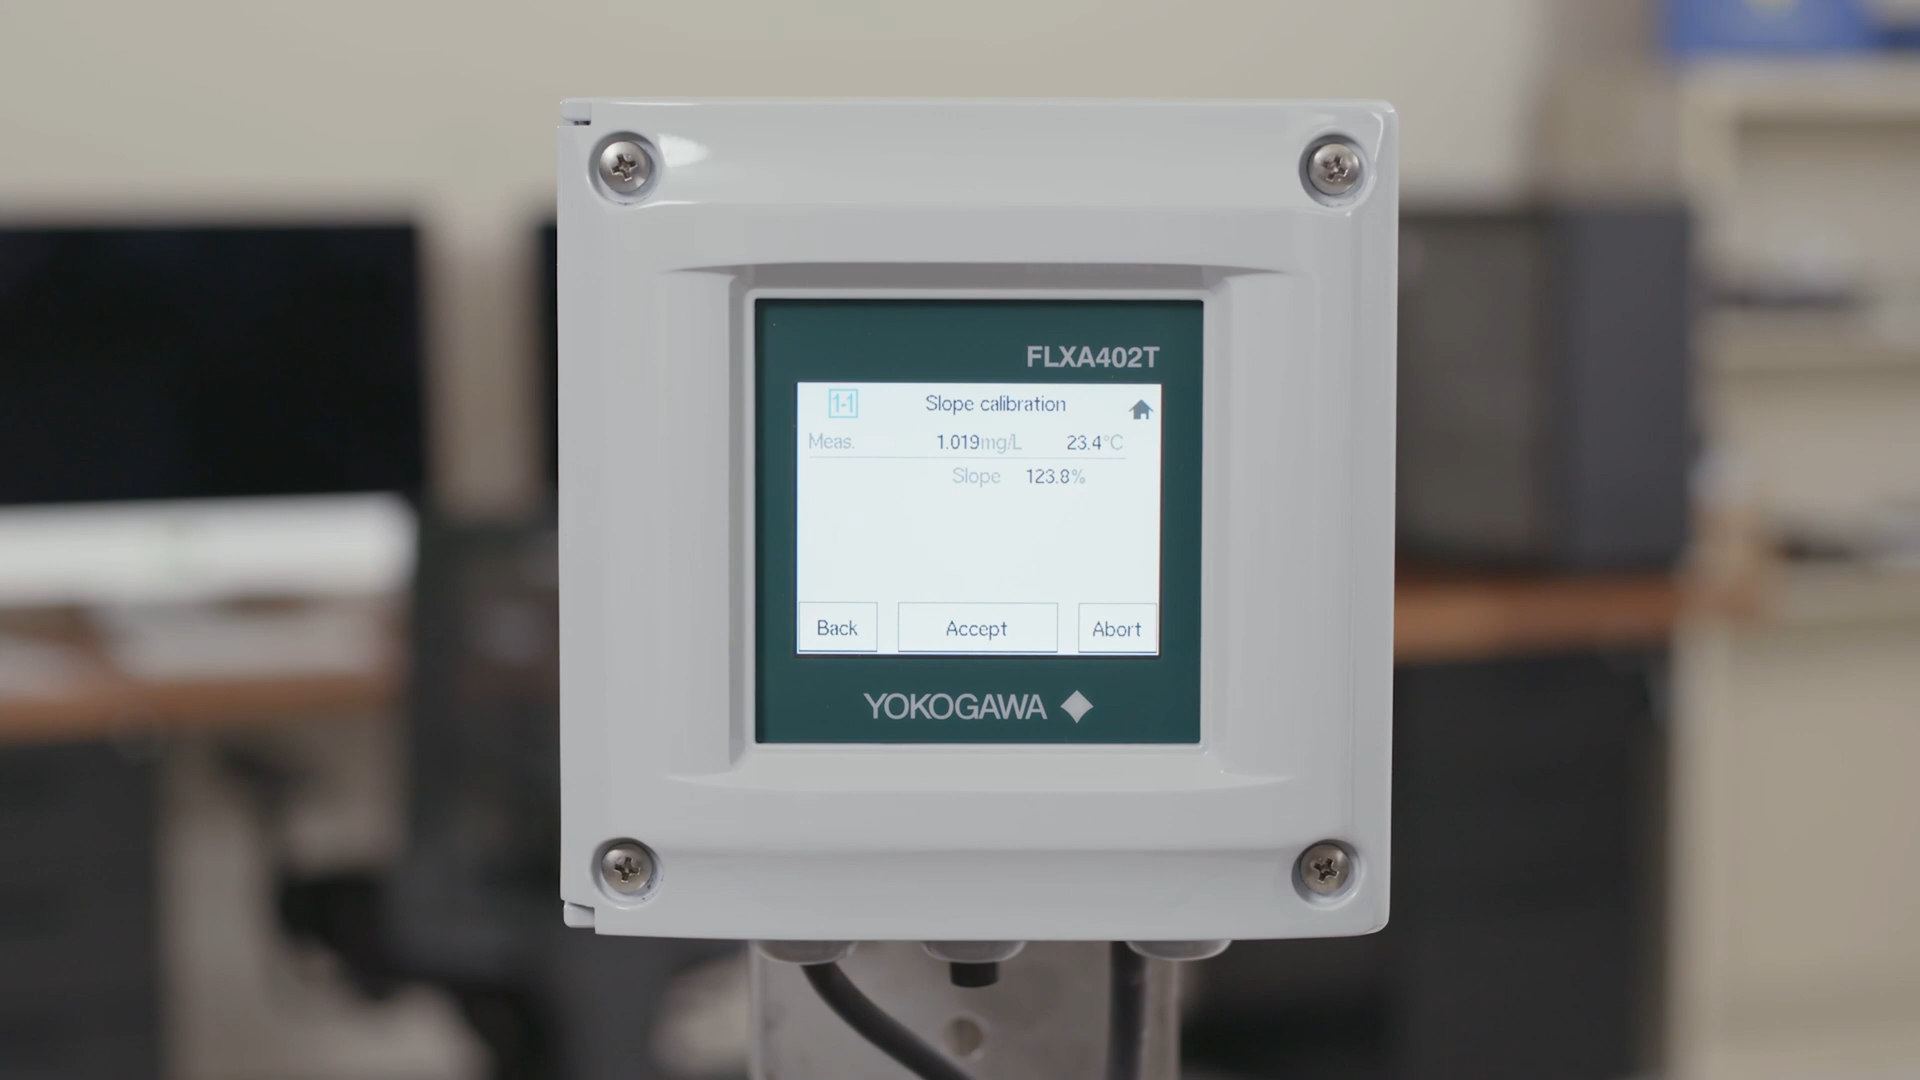 FLXA402T
1-1 Slope calibration
Meas. 1.019mg/L 23.4°C
Slope 123.8%
Back Accept Abort
YOKOGAWA